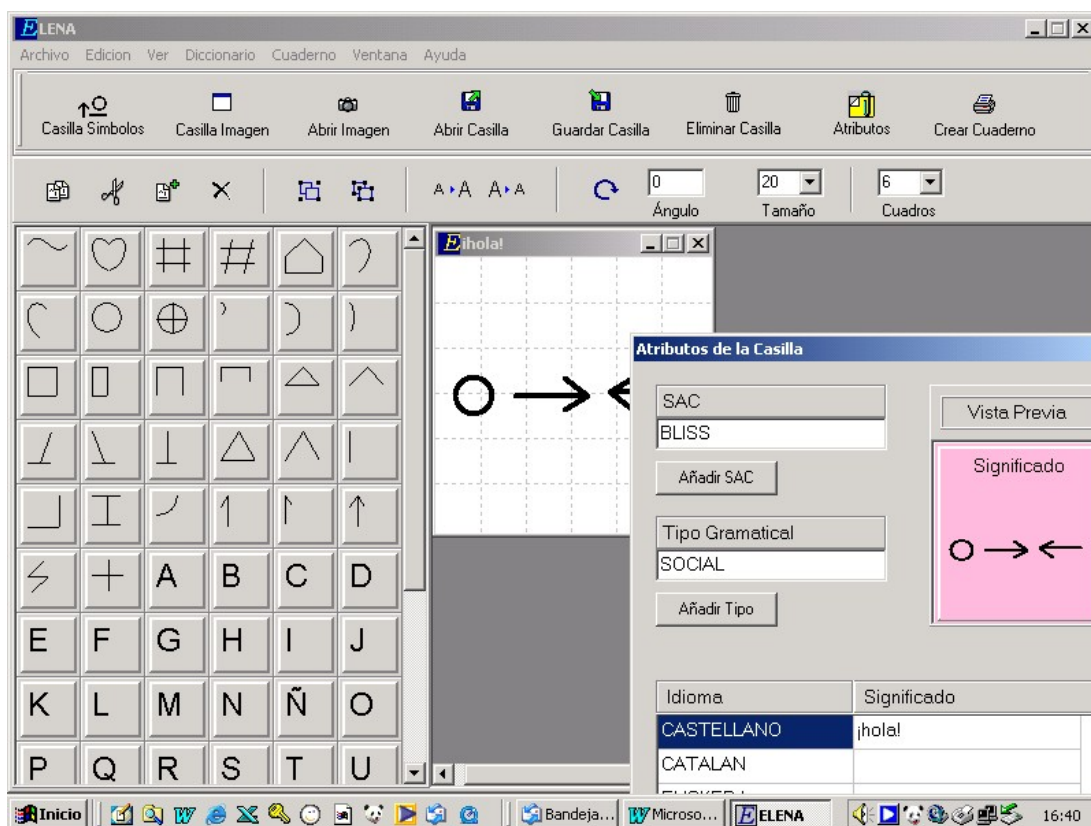 ELENA
Archivo Edicion Ver Diccionario Cuaderno Ventana Ayuda
Casilla Simbolos Casilla Imagen Abrir Imagen Abrir Casilla Guardar Casilla Eliminar Casilla Atributos Crear Cuaderno
A A A A 0 20 6
Ángulo Tamaño Cuadros
¡hola!
Atributos de la Casilla
SAC
BLISS
Añadir SAC
Tipo Gramatical
SOCIAL
Añadir Tipo
Vista Previa
Significado
Idioma Significado
CASTELLANO ¡hola!
CATALAN
A B C D
E F G H I J
K L M N Ñ O
P Q R S T U
Inicio Bandeja... Microso... ELENA 16:40